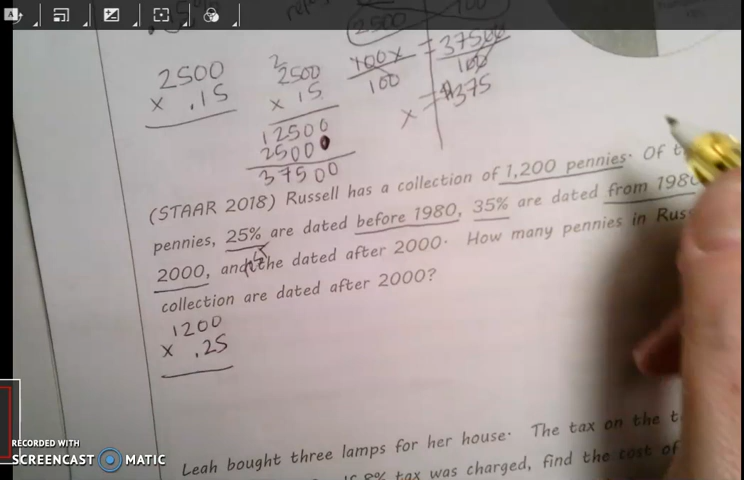 2500
2500
x .15
2
2500
x 15
12500
25000
37500
100x = 37500
100 100
x = 375
(STAAR 2018) Russell has a collection of 1,200 pennies. Of
pennies, 25% are dated before 1980, 35% are dated from 1980
2000, and the dated after 2000. How many pennies in
collection are dated after 2000?
1200
x .25
Leah bought three lamps for her house. The tax on the
8% tax was charged, find the cost of
RECORDED WITH
SCREENCAST MATIC